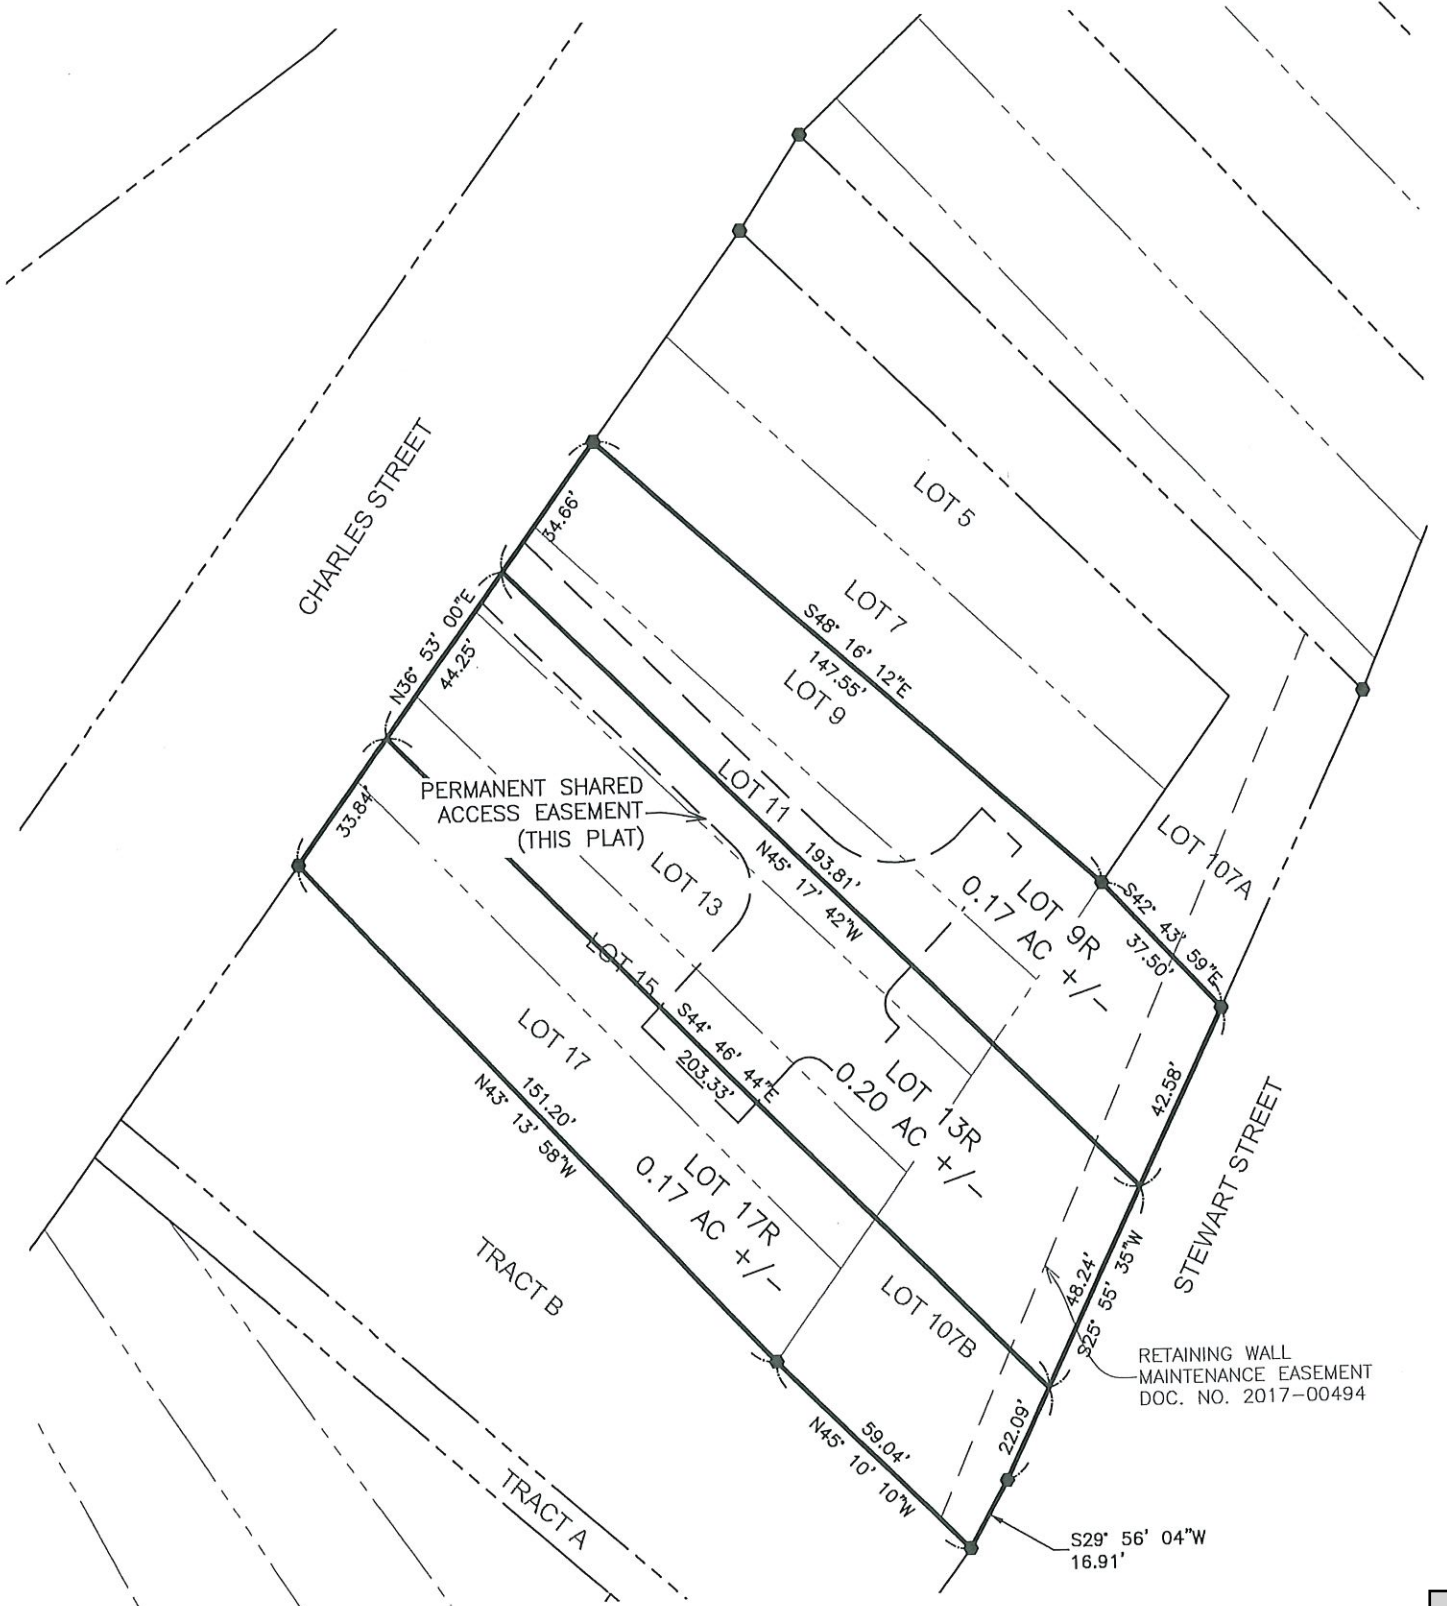 CHARLES STREET
LOT 5
LOT 7
34.66'
S48° 16' 12"E
147.55'
LOT 9
N36° 53' 00"E
44.25'
LOT 11
PERMANENT SHARED
ACCESS EASEMENT
(THIS PLAT)
33.84'
193.81'
N45° 17' 42"W
LOT 13
LOT 107A
S42° 43' 59"E
37.50'
LOT 9R
0.17 AC +/-
LOT 15
S44° 46' 44"E
203.33'
LOT 17
LOT 13R
0.20 AC +/-
42.58'
151.20'
N43° 13' 58"W
LOT 17R
0.17 AC +/-
STEWART STREET
TRACT B
LOT 107B
48.24'
S25° 55' 35"W
RETAINING WALL
MAINTENANCE EASEMENT
DOC. NO. 2017-00494
22.09'
59.04'
N45° 10' 10"W
TRACT A
S29° 56' 04"W
16.91'